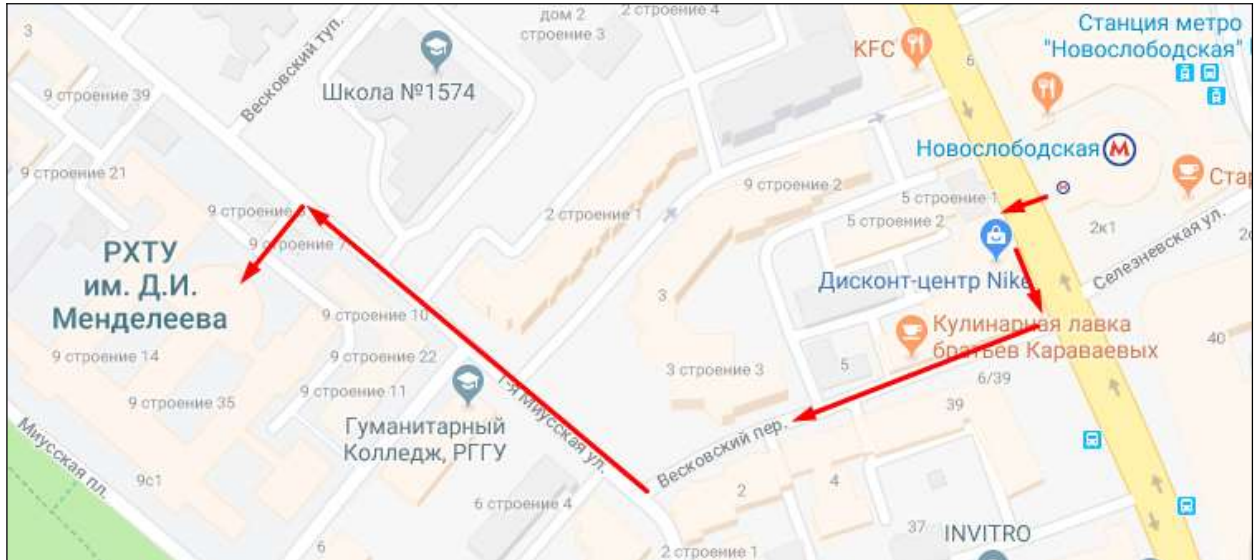 дом 2
строение 3
2 строение 4
Станция метро
"Новослободская"
3
KFC
6
Весковский туп.
Школа №1574
9 строение 39
Новослободская
М
9 строение 21
9 строение 2
5 строение 1
Стар
9 строение 8
2 строение 1
5 строение 2
2к1
Селезневская ул.
РХТУ
им. Д.И.
Менделеева
9 строение 7
Дисконт-центр Nike
3
9 строение 10
Кулинарная лавка
братьев Караваевых
40
9 строение 14
9 строение 22
3 строение 3
5
6/39
9 строение 11
9 строение 35
1-я Миусская ул.
39
Гуманитарный
Колледж, РГГУ
Весковский пер.
Миусская пл.
9с1
2
4
6 строение 4
6
37
INVITRO
2 строение 1